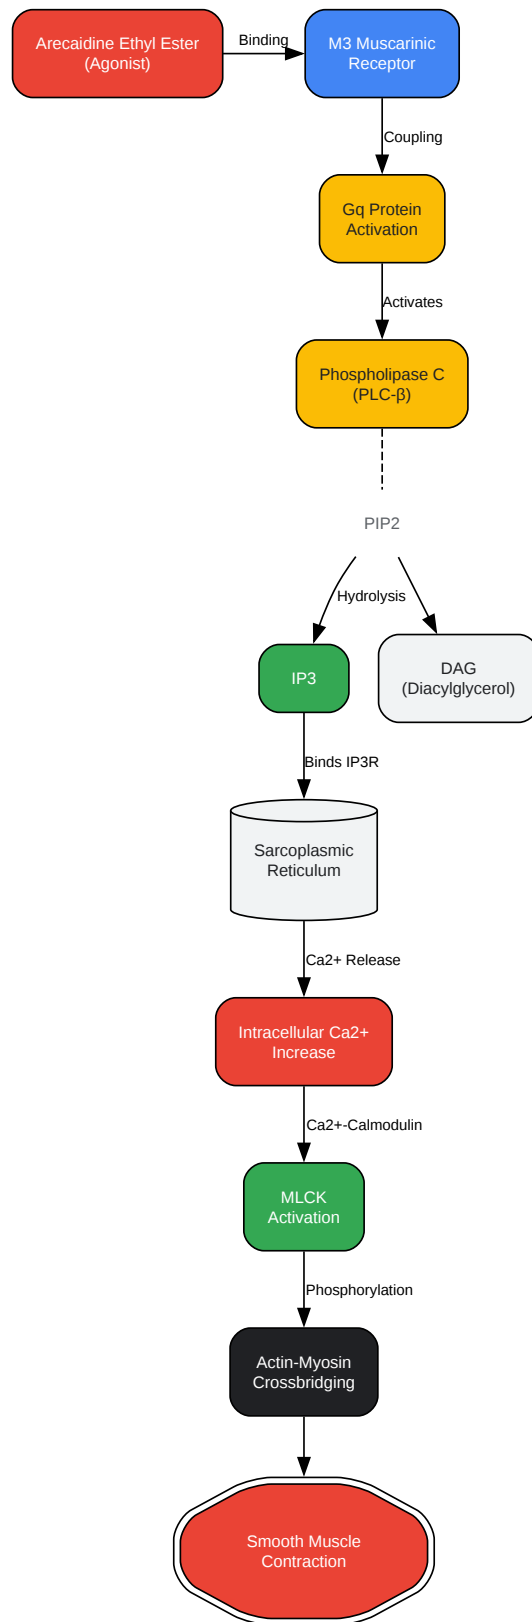 Arecaidine Ethyl Ester
(Agonist)
Binding
M3 Muscarinic
Receptor
Coupling
Gq Protein
Activation
Activates
Phospholipase C
(PLC-β)
PIP2
Hydrolysis
IP3
DAG
(Diacylglycerol)
Binds IP3R
Sarcoplasmic
Reticulum
Ca2+ Release
Intracellular Ca2+
Increase
Ca2+-Calmodulin
MLCK
Activation
Phosphorylation
Actin-Myosin
Crossbridging
Smooth Muscle
Contraction